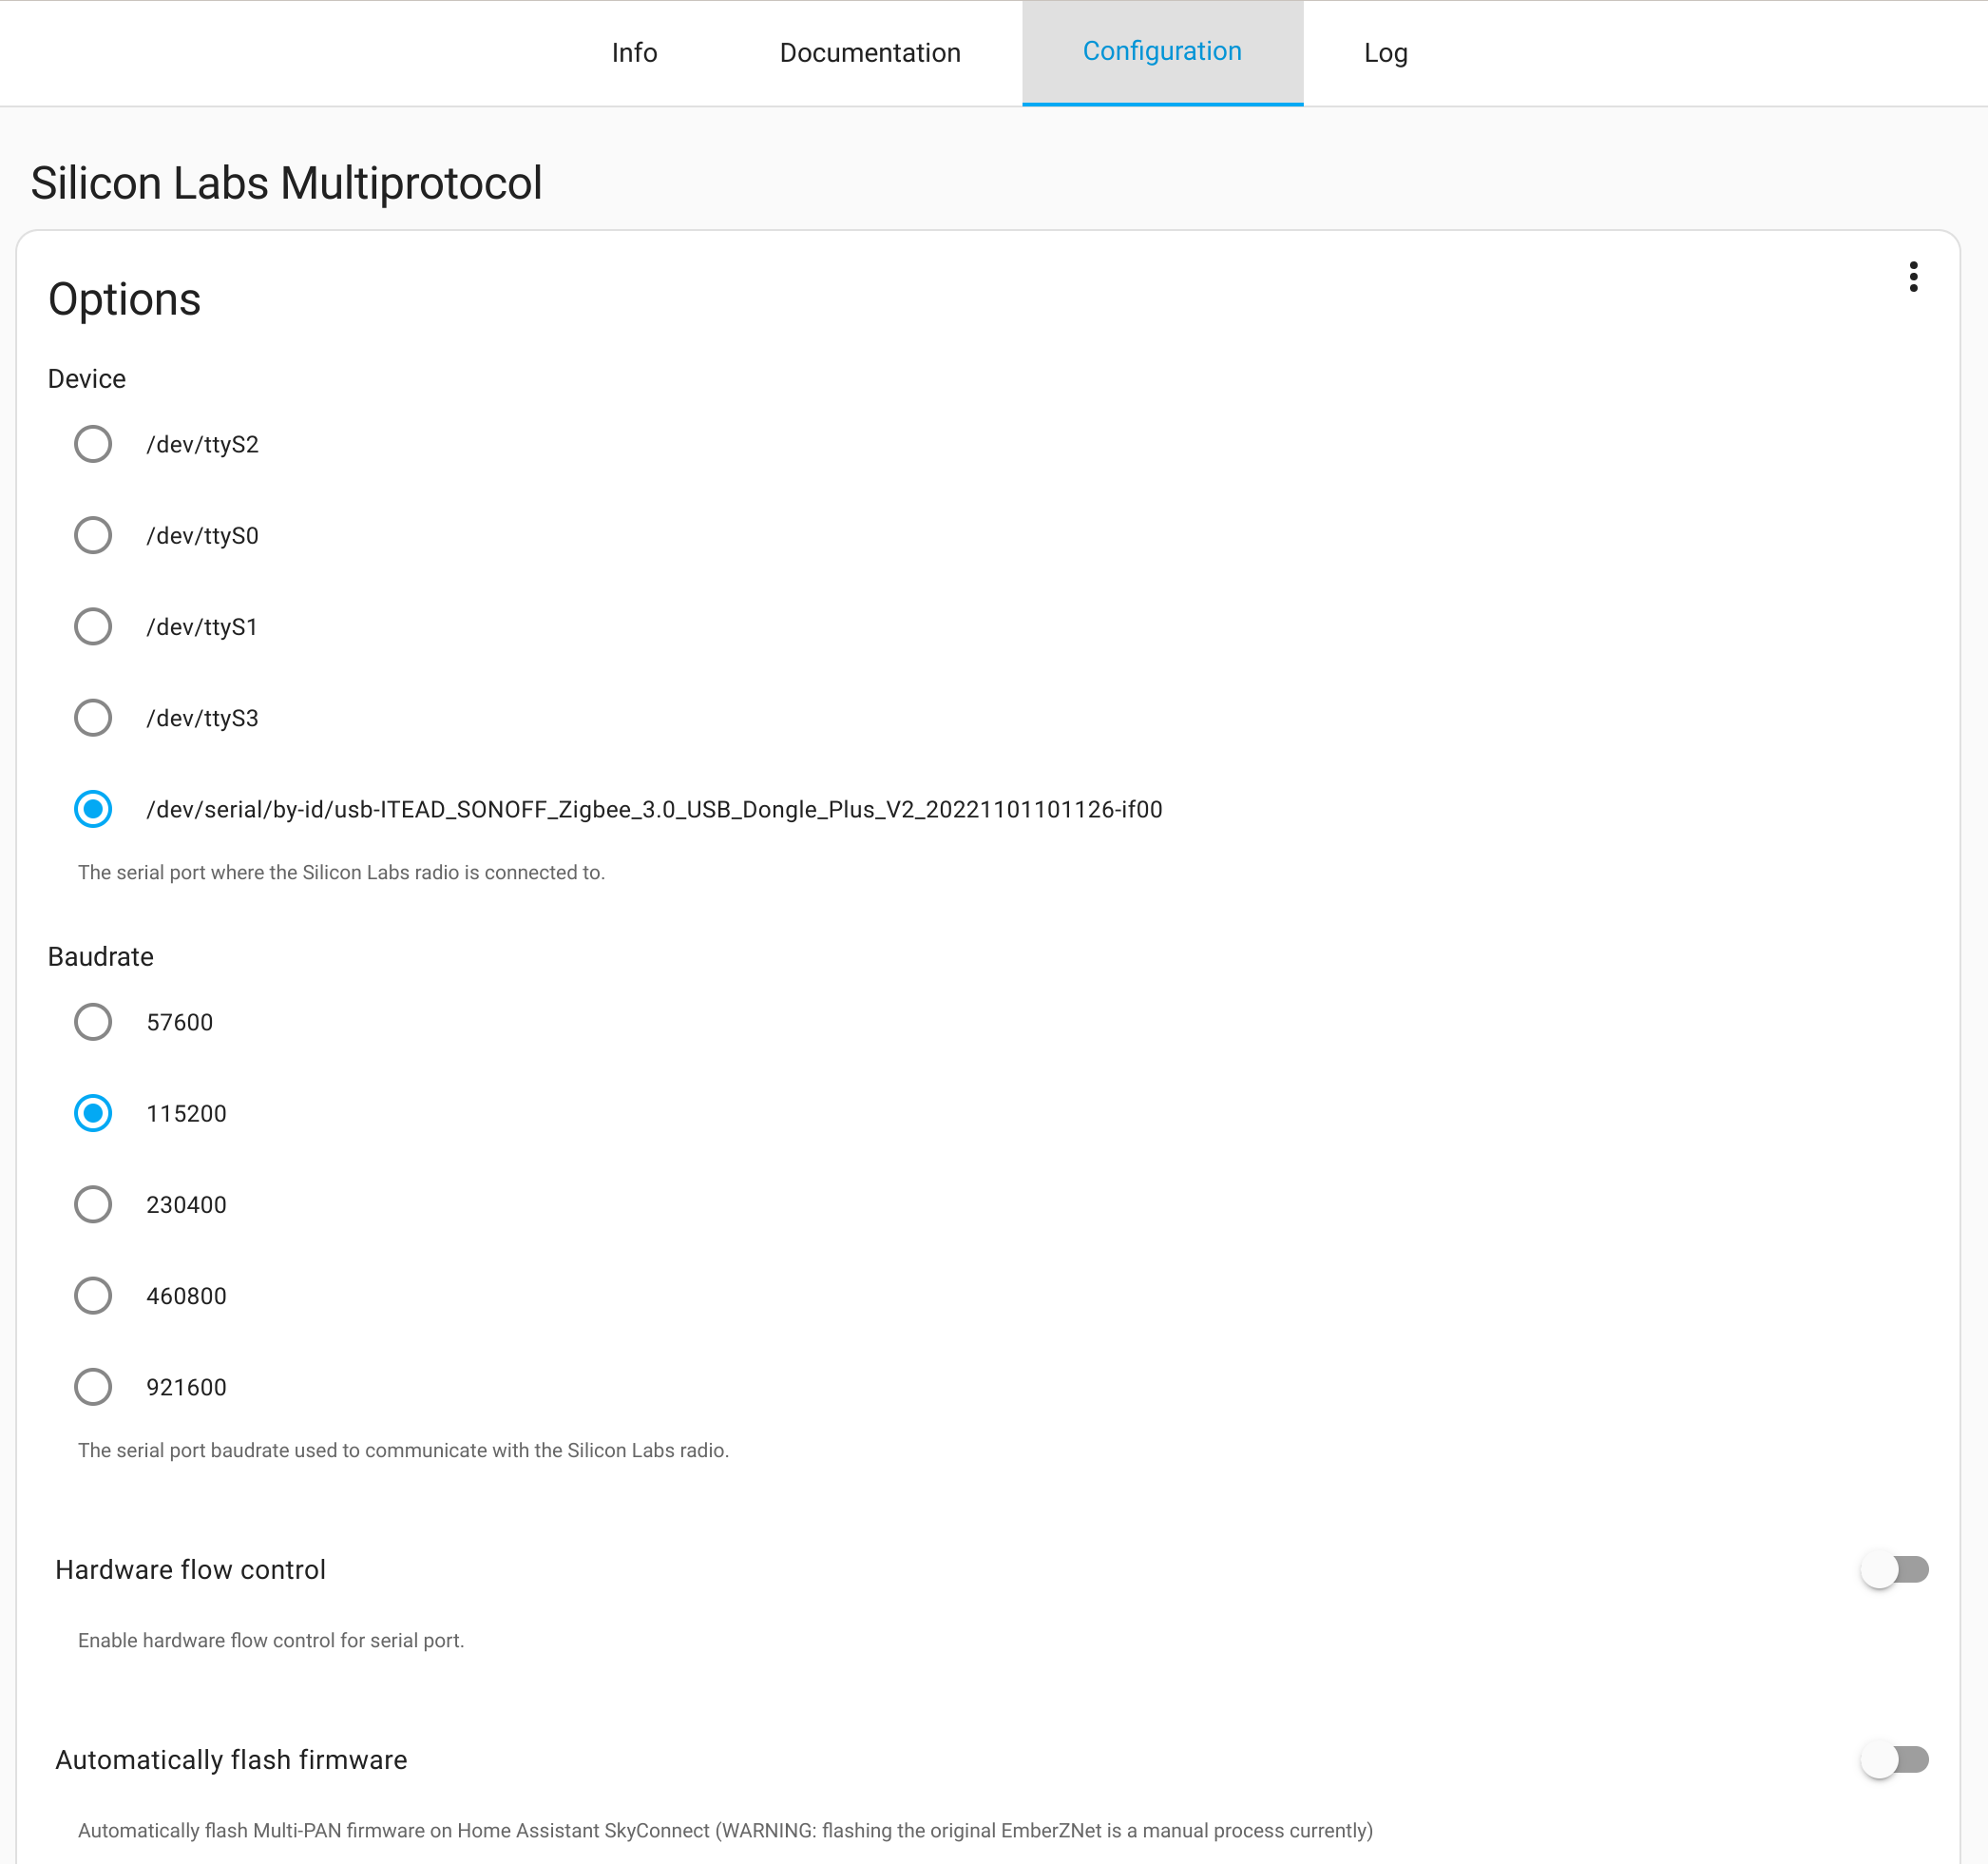 Info Documentation Configuration Log
Silicon Labs Multiprotocol
Options
Device
/dev/ttyS2
/dev/ttyS0
/dev/ttyS1
/dev/ttyS3
/dev/serial/by-id/usb-ITEAD_SONOFF_Zigbee_3.0_USB_Dongle_Plus_V2_20221101101126-if00
The serial port where the Silicon Labs radio is connected to.
Baudrate
57600
115200
230400
460800
921600
The serial port baudrate used to communicate with the Silicon Labs radio.
Hardware flow control
Enable hardware flow control for serial port.
Automatically flash firmware
Automatically flash Multi-PAN firmware on Home Assistant SkyConnect (WARNING: flashing the original EmberZNet is a manual process currently)